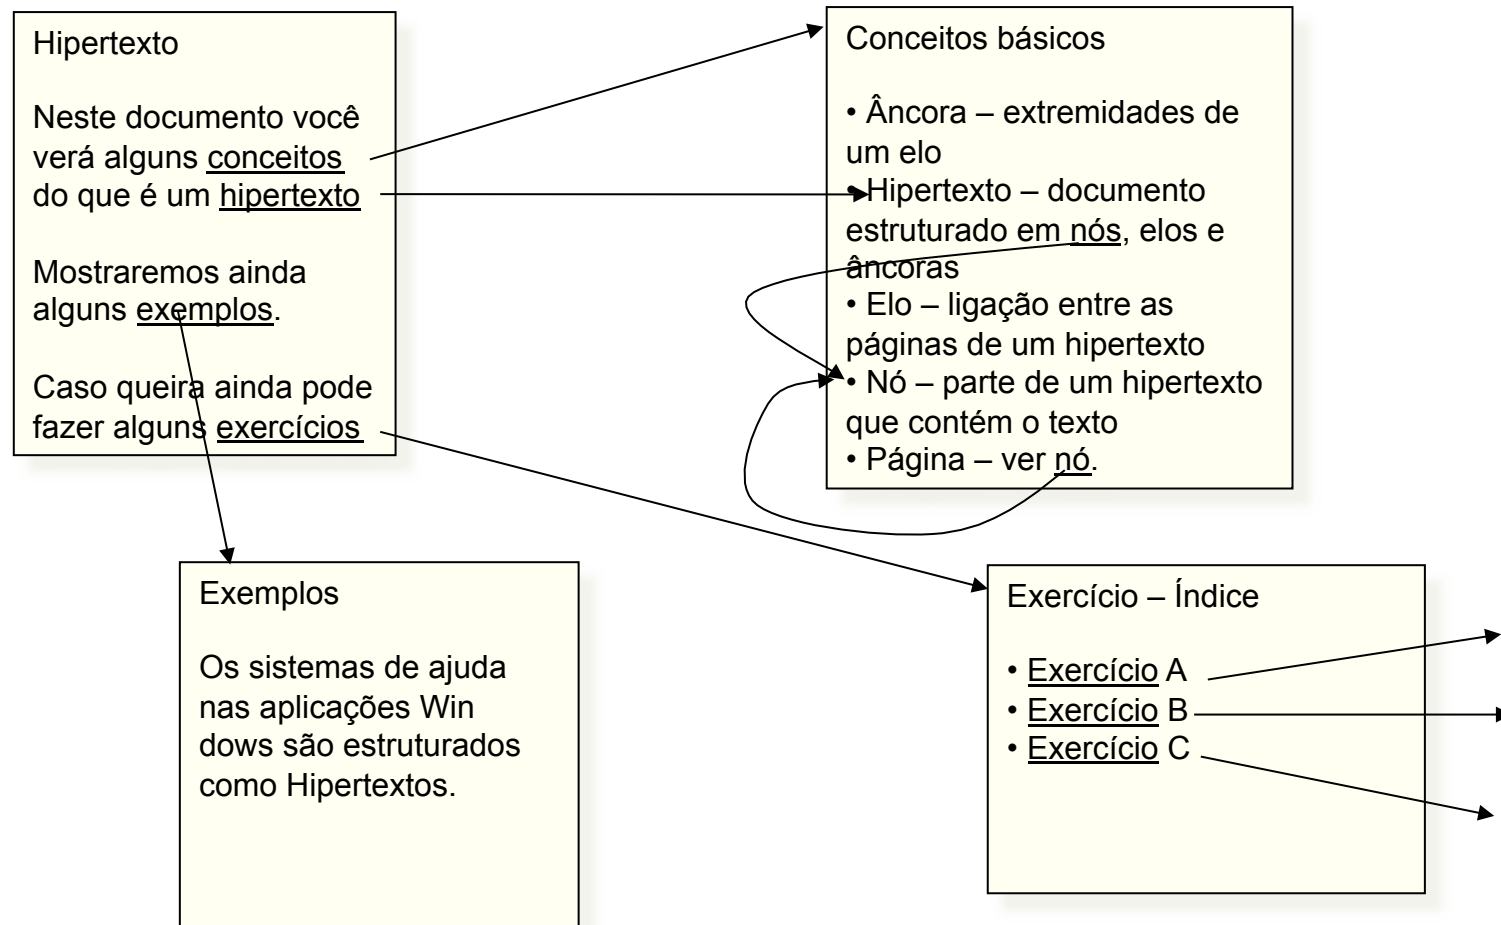 Hipertexto
Neste documento você
verá alguns conceitos
do que é um hipertexto
Mostraremos ainda
alguns exemplos.
Caso queira ainda pode
fazer alguns exercícios
Conceitos básicos
• Âncora – extremidades de
um elo
• Hipertexto – documento
estruturado em nós, elos e
âncoras
• Elo – ligação entre as
páginas de um hipertexto
• Nó – parte de um hipertexto
que contém o texto
• Página – ver nó.
Exemplos
Os sistemas de ajuda
nas aplicações Win
dows são estruturados
como Hipertextos.
Exercício – Índice
• Exercício A
• Exercício B
• Exercício C